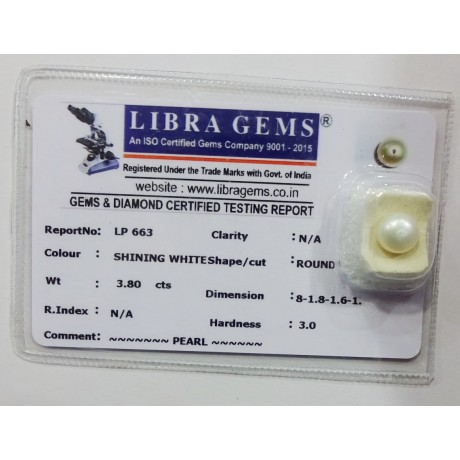 LIBRA GEMS®
An ISO Certified Gems Company 9001 - 2015
Registered Under the Trade Marks with Govt. of India
website : www.libragems.co.in
GEMS & DIAMOND CERTIFIED TESTING REPORT
ReportNo: LP 663 Clarity : N/A
Colour : SHINING WHITE Shape/cut : ROUND
Wt : 3.80 cts Dimension : 8-1.8-1.6-1.
R.Index : N/A Hardness : 3.0
Comment: ~~~~~~~ PEARL ~~~~~~